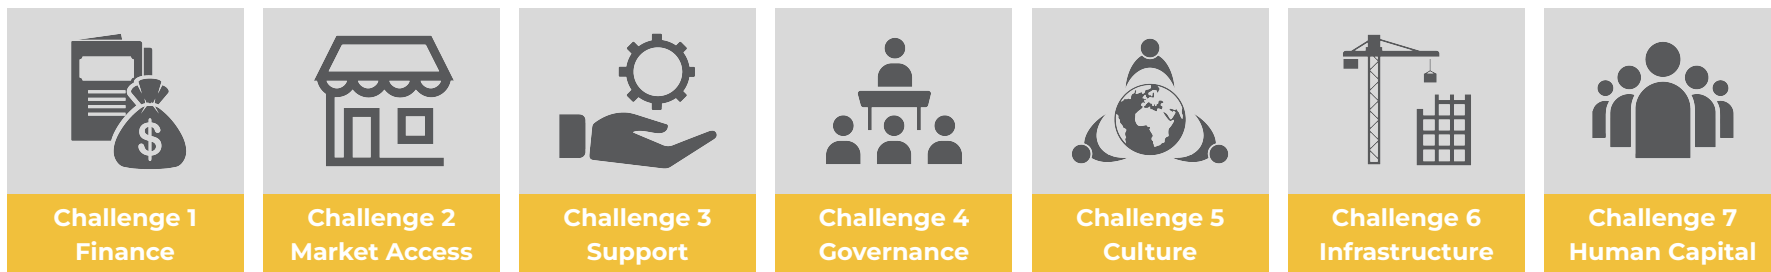 $
Challenge 1
Finance
Challenge 2
Market Access
Challenge 3
Support
Challenge 4
Governance
Challenge 5
Culture
Challenge 6
Infrastructure
Challenge 7
Human Capital